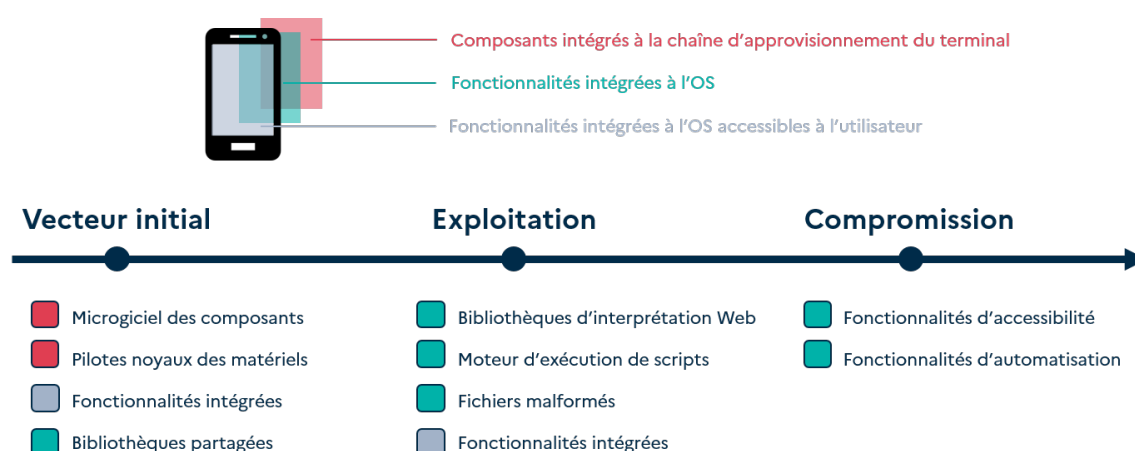 Composants intégrés à la chaîne d'approvisionnement du terminal
Fonctionnalités intégrées à l'OS
Fonctionnalités intégrées à l'OS accessibles à l'utilisateur
Vecteur initial
Exploitation
Compromission
Microgiciel des composants
Pilotes noyaux des matériels
Fonctionnalités intégrées
Bibliothèques partagées
Bibliothèques d'interprétation Web
Moteur d'exécution de scripts
Fichiers malformés
Fonctionnalités intégrées
Fonctionnalités d'accessibilité
Fonctionnalités d'automatisation